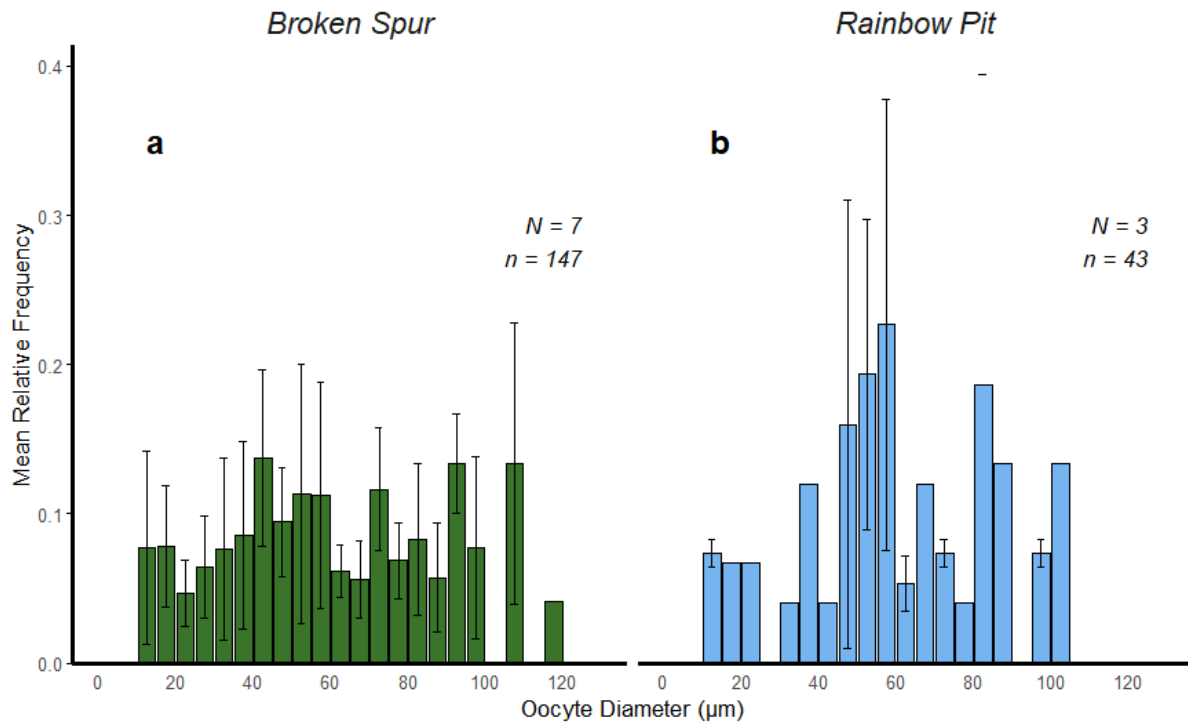 Broken Spur
Rainbow Pit
Mean Relative Frequency
0.4
0.3
0.2
0.1
0.0
a
N = 7
n = 147
b
N = 3
n = 43
0 20 40 60 80 100 120
0 20 40 60 80 100 120
Oocyte Diameter (µm)